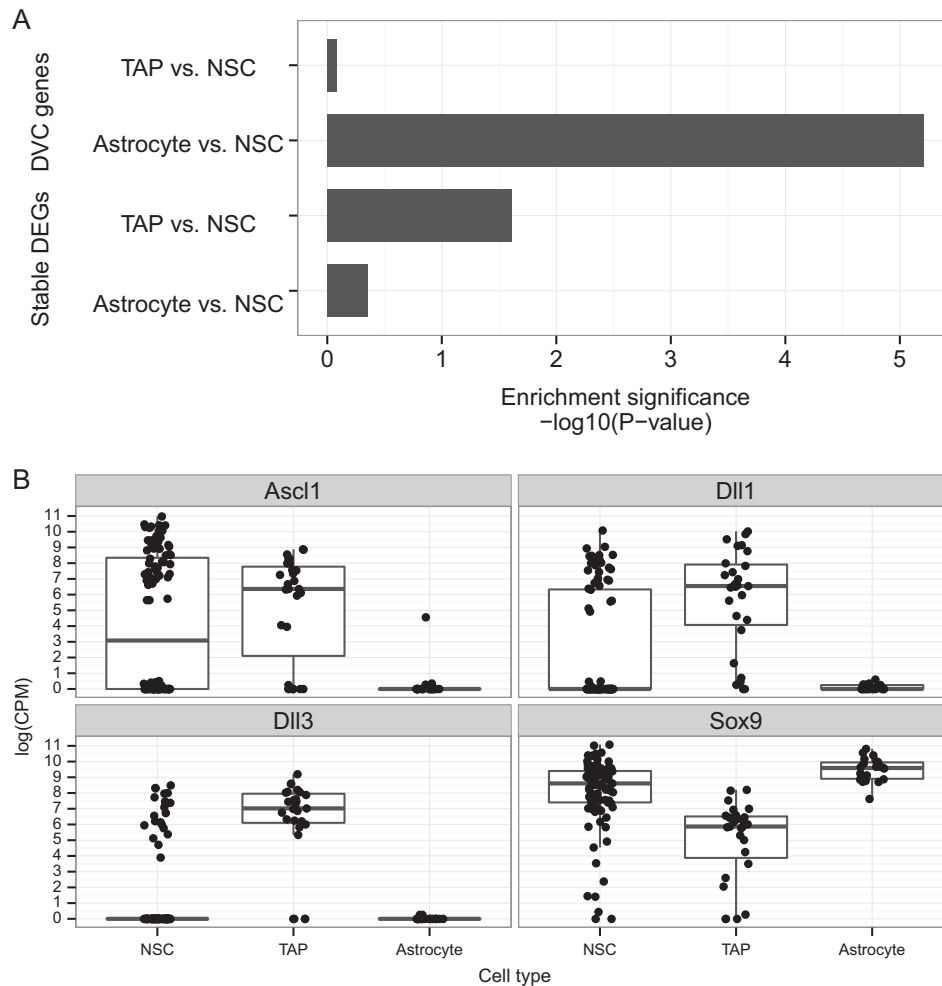 A
DVC genes
Stable DEGs
TAP vs. NSC
Astrocyte vs. NSC
TAP vs. NSC
Astrocyte vs. NSC
0 1 2 3 4 5
Enrichment significance
−log10(P−value)
B
log(CPM)
Ascl1
Dll1
11
10
9
8
7
6
5
4
3
2
1
0
Dll3
Sox9
11
10
9
8
7
6
5
4
3
2
1
0
NSC TAP Astrocyte NSC TAP Astrocyte
Cell type